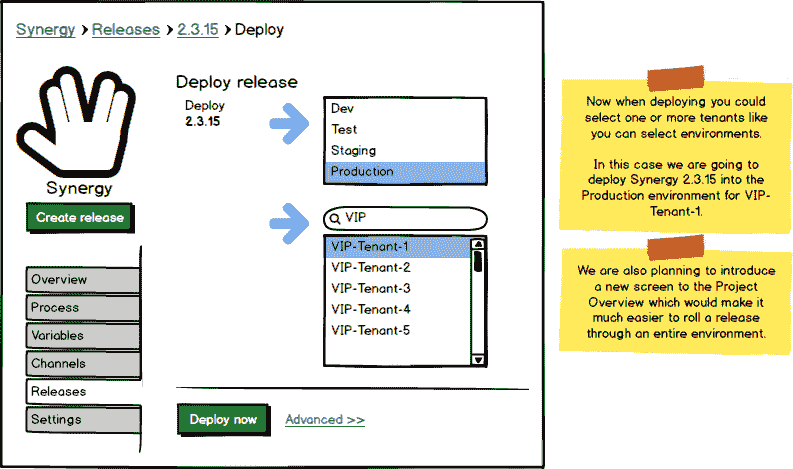 Synergy > Releases > 2.3.15 > Deploy
Synergy
Create release
Overview
Process
Variables
Channels
Releases
Settings
Deploy release
Deploy
2.3.15
Dev
Test
Staging
Production
VIP
VIP-Tenant-1
VIP-Tenant-2
VIP-Tenant-3
VIP-Tenant-4
VIP-Tenant-5
Deploy now
Advanced >>
Now when deploying you could
select one or more tenants like
you can select environments.
In this case we are going to
deploy Synergy 2.3.15 into the
Production environment for VIP-
Tenant-1.
We are also planning to introduce
a new screen to the Project
Overview which would make it
much easier to roll a release
through an entire environment.